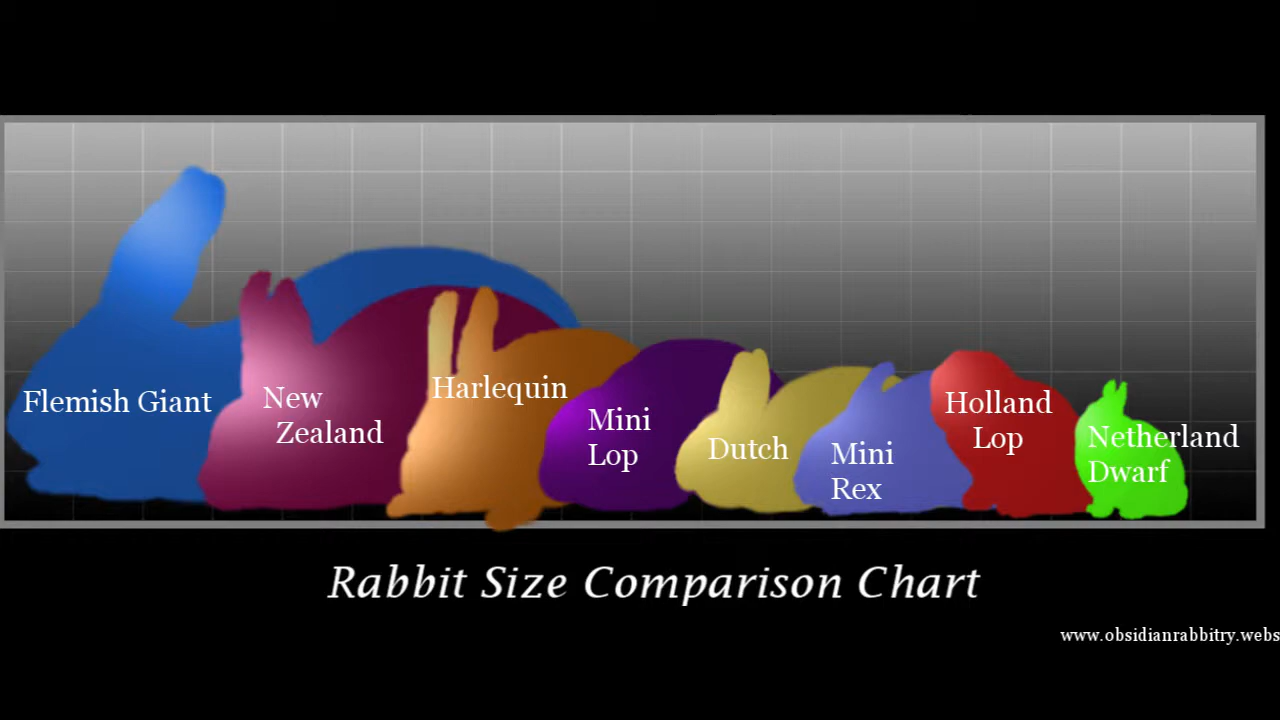 Flemish Giant
New
Zealand
Harlequin
Mini
Lop
Dutch
Mini
Rex
Holland
Lop
Netherland
Dwarf
Rabbit Size Comparison Chart
www.obsidianrabbitry.webs